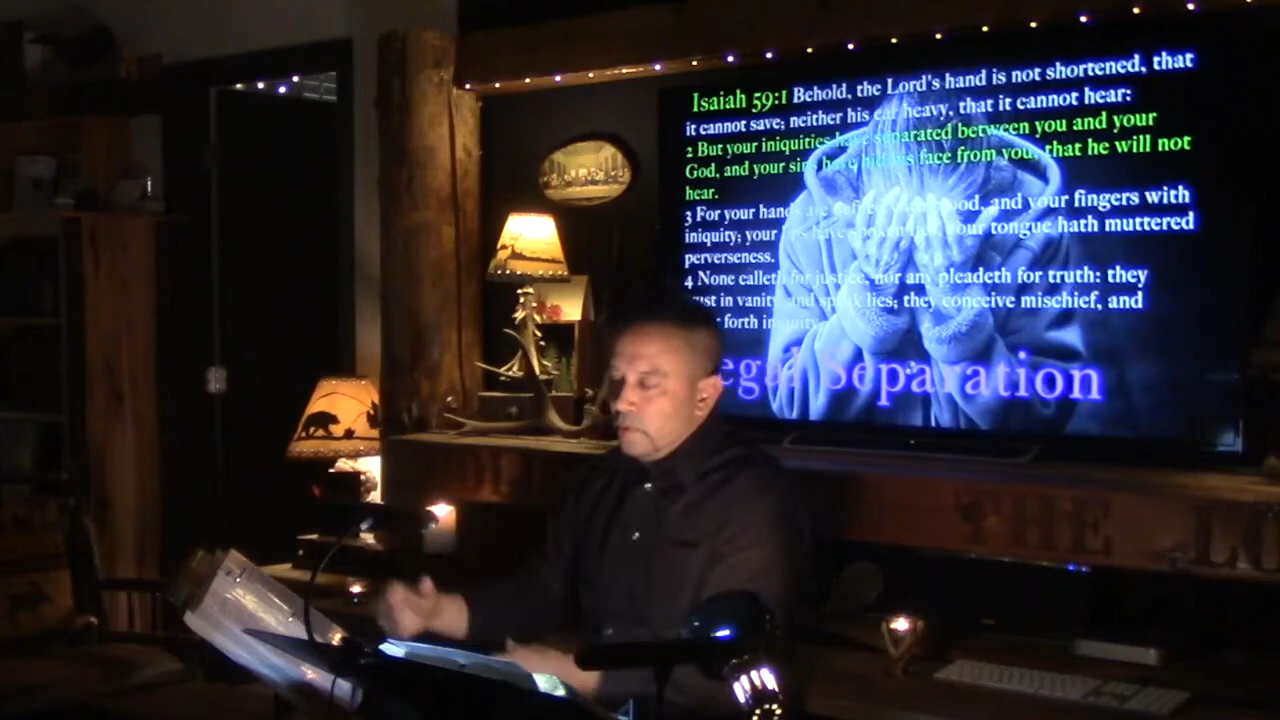 Isaiah 59:1 Behold, the Lord's hand is not shortened, that
it cannot save; neither his ear heavy, that it cannot hear:
2 But your iniquities have separated between you and your
God, and your sins have hid his face from you, that he will not
hear.
3 For your hands are defiled with blood, and your fingers with
iniquity; your lips have spoken lies, your tongue hath muttered
perverseness.
4 None calleth for justice, nor any pleadeth for truth: they
in vanity, and speak lies; they conceive mischief, and
forth iniquity.
Separation
THE LO